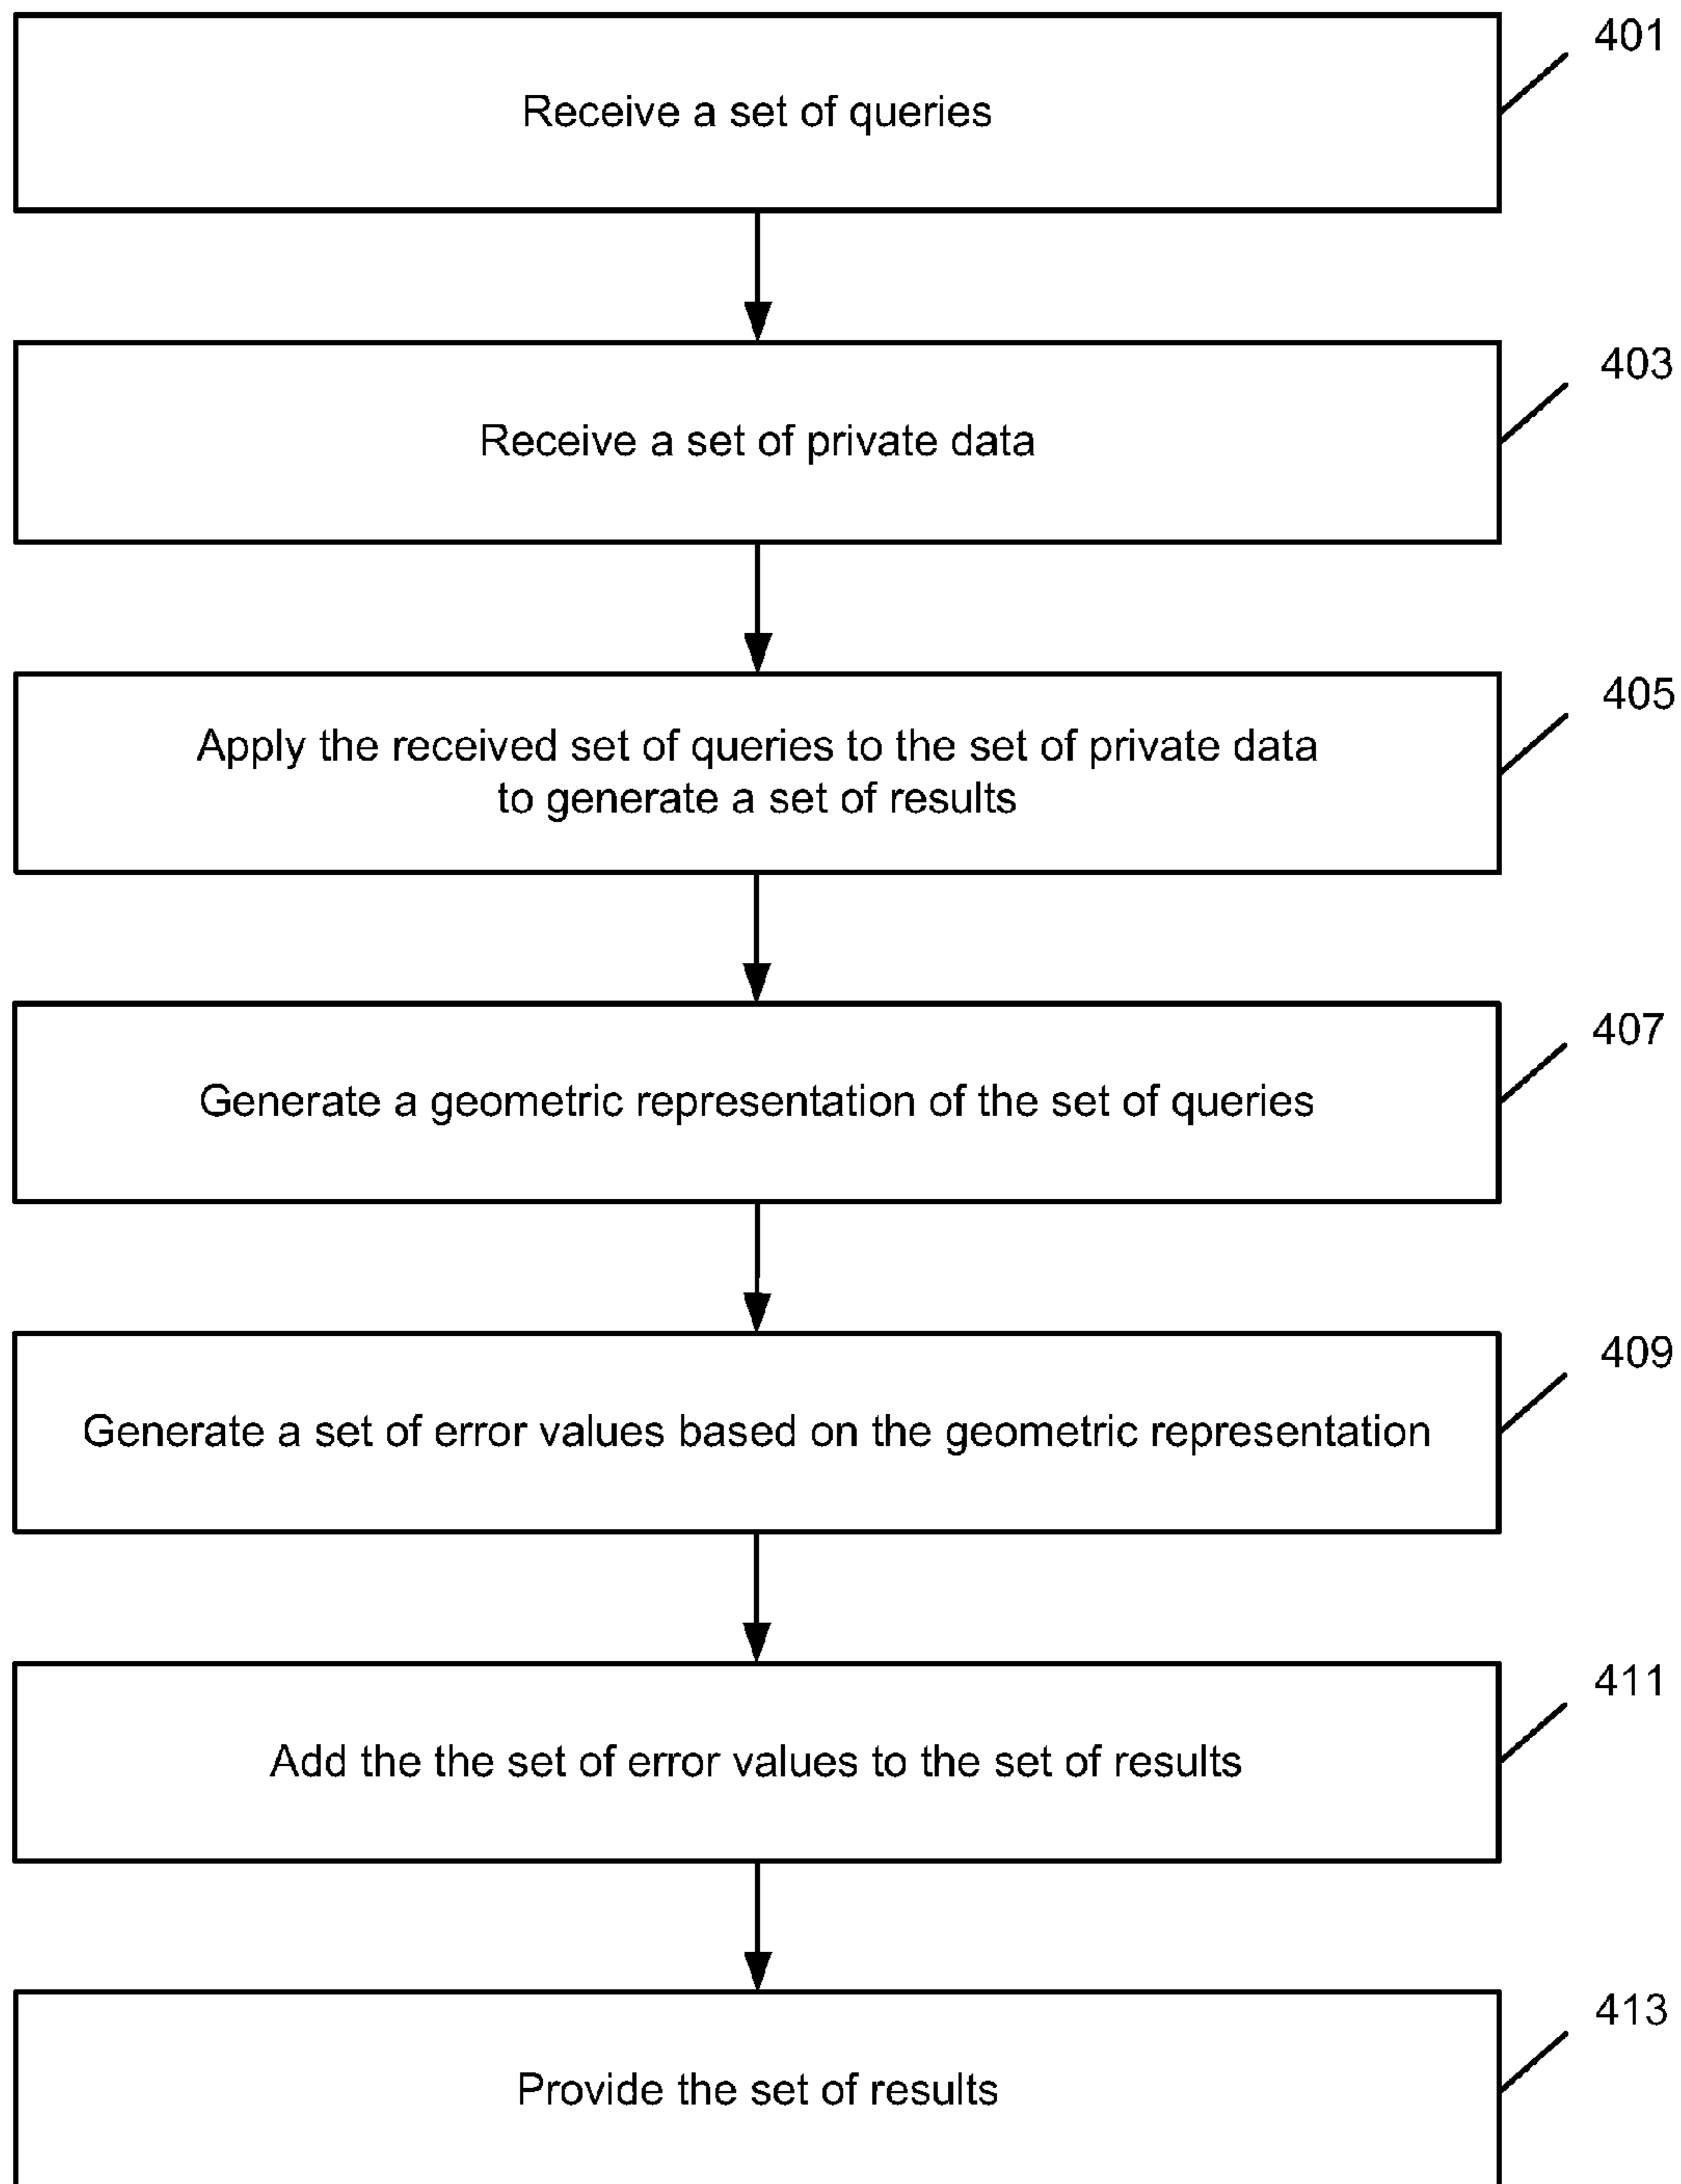 401
Receive a set of queries
403
Receive a set of private data
405
Apply the received set of queries to the set of private data
to generate a set of results
407
Generate a geometric representation of the set of queries
409
Generate a set of error values based on the geometric representation
411
Add the the set of error values to the set of results
413
Provide the set of results